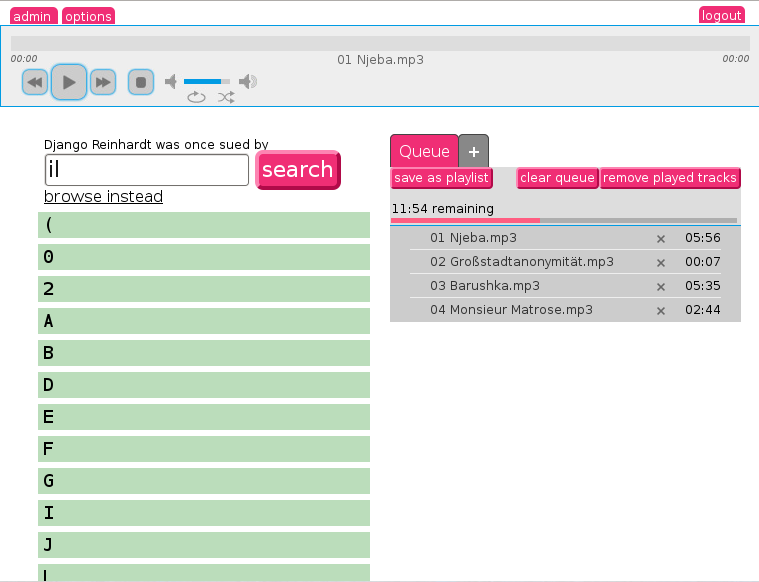 admin options logout
00:00 01 Njeba.mp3 00:00
Django Reinhardt was once sued by
il search
browse instead
(
0
2
A
B
D
E
F
G
I
J
Queue +
save as playlist clear queue remove played tracks
11:54 remaining
01 Njeba.mp3 × 05:56
02 Großstadtanonymität.mp3 × 00:07
03 Barushka.mp3 × 05:35
04 Monsieur Matrose.mp3 × 02:44